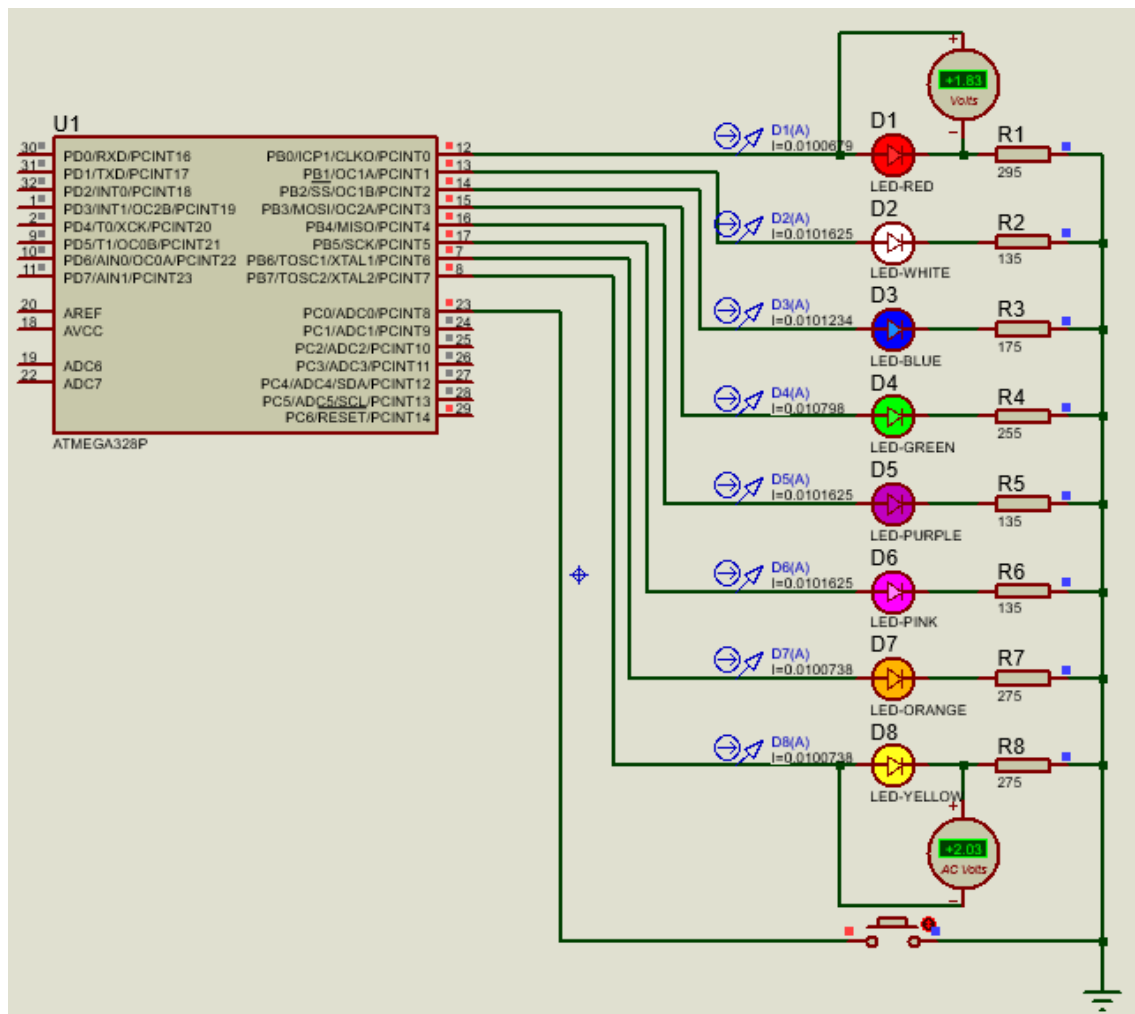 U1
30 PD0/RXD/PCINT16 PB0/ICP1/CLKO/PCINT0 12
31 PD1/TXD/PCINT17 PB1/OC1A/PCINT1 13
32 PD2/INT0/PCINT18 PB2/SS/OC1B/PCINT2 14
1 PD3/INT1/OC2B/PCINT19 PB3/MOSI/OC2A/PCINT3 15
2 PD4/T0/XCK/PCINT20 PB4/MISO/PCINT4 16
9 PD5/T1/OC0B/PCINT21 PB5/SCK/PCINT5 17
10 PD6/AIN0/OC0A/PCINT22 PB6/TOSC1/XTAL1/PCINT6 7
11 PD7/AIN1/PCINT23 PB7/TOSC2/XTAL2/PCINT7 8
20 AREF PC0/ADC0/PCINT8 23
18 AVCC PC1/ADC1/PCINT9 24
PC2/ADC2/PCINT10 25
19 ADC6 PC3/ADC3/PCINT11 26
22 ADC7 PC4/ADC4/SDA/PCINT12 27
PC5/ADC5/SCL/PCINT13 28
PC6/RESET/PCINT14 29
ATMEGA328P
+
+1.83
Volts
−
D1(A)
I=0.0100679
D1
LED-RED
R1
295
D2(A)
I=0.0101625
D2
LED-WHITE
R2
135
D3(A)
I=0.0101234
D3
LED-BLUE
R3
175
D4(A)
I=0.010798
D4
LED-GREEN
R4
255
D5(A)
I=0.0101625
D5
LED-PURPLE
R5
135
D6(A)
I=0.0101625
D6
LED-PINK
R6
135
D7(A)
I=0.0100738
D7
LED-ORANGE
R7
275
D8(A)
I=0.0100738
D8
LED-YELLOW
R8
275
+
+2.03
AC Volts
−